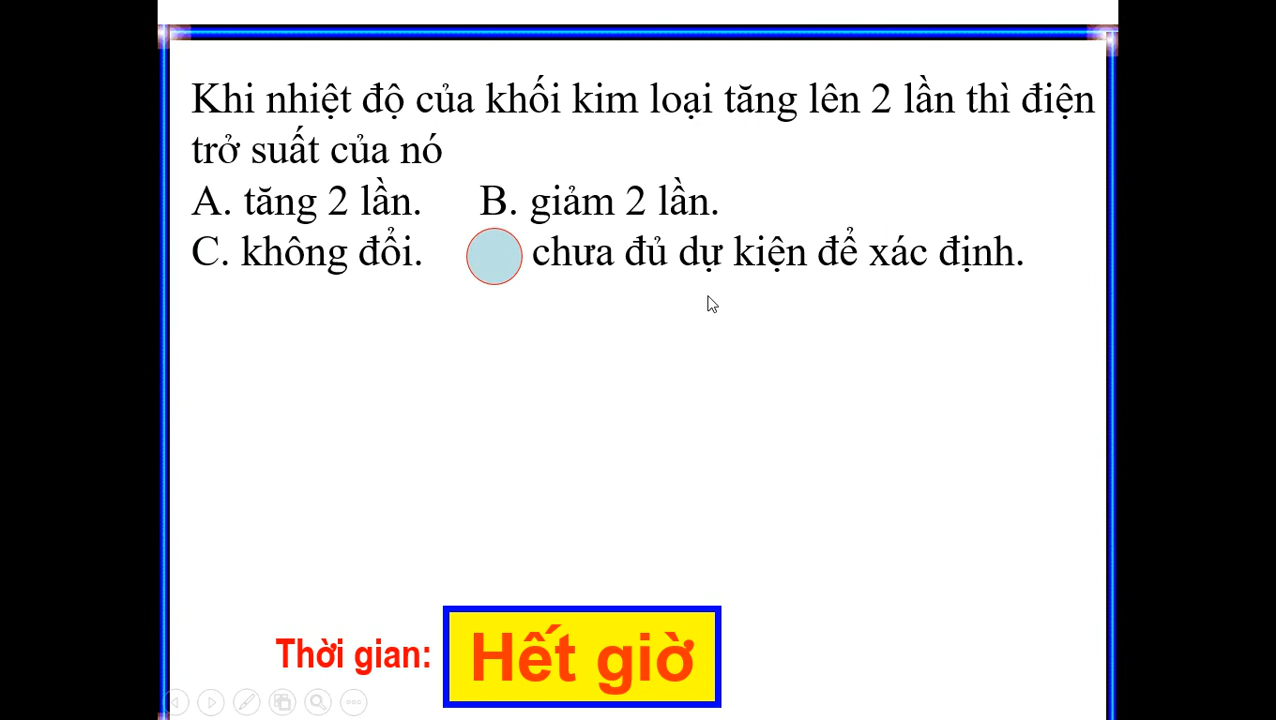 Khi nhiệt độ của khối kim loại tăng lên 2 lần thì điện
trở suất của nó
A. tăng 2 lần. B. giảm 2 lần.
C. không đổi. chưa đủ dự kiện để xác định.
Thời gian: Hết giờ